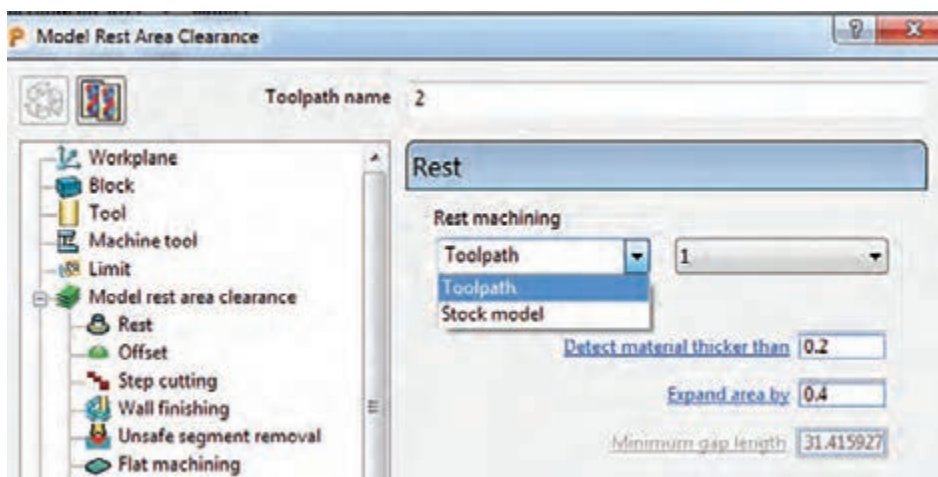 Model Rest Area Clearance
Toolpath name 2
Workplane
Block
Tool
Machine tool
Limit
Model rest area clearance
Rest
Offset
Step cutting
Wall finishing
Unsafe segment removal
Flat machining
Rest
Rest machining
Toolpath 1
Toolpath
Stock model
Detect material thicker than 0.2
Expand area by 0.4
Minimum gap length 31.415927